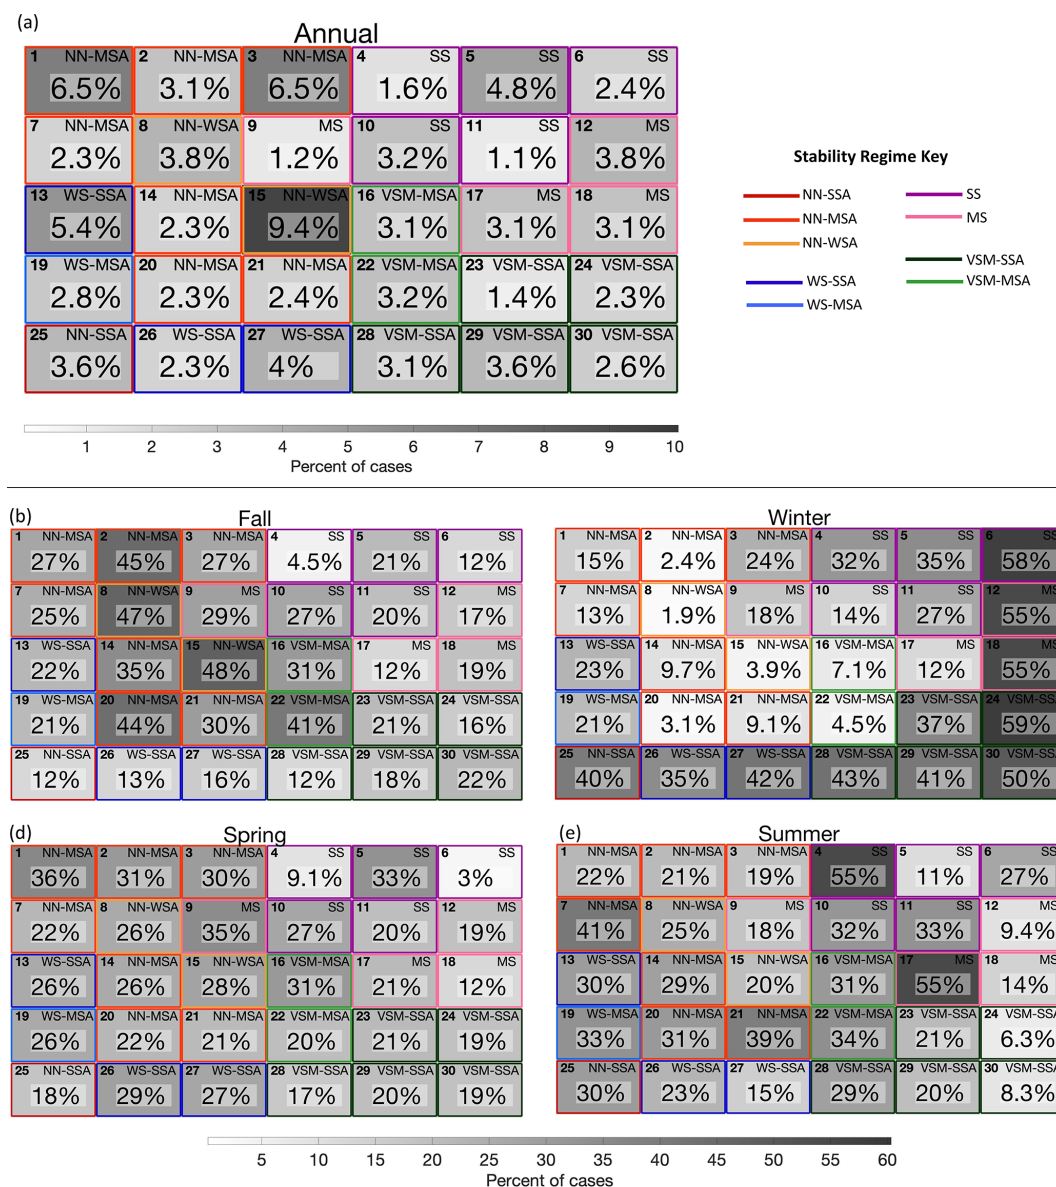 (a)
Annual
1 NN-MSA 2 NN-MSA 3 NN-MSA 4 SS 5 SS 6 SS
6.5% 3.1% 6.5% 1.6% 4.8% 2.4%
7 NN-MSA 8 NN-WSA 9 MS 10 SS 11 SS 12 MS
2.3% 3.8% 1.2% 3.2% 1.1% 3.8%
13 WS-SSA 14 NN-MSA 15 NN-WSA 16 VSM-MSA 17 MS 18 MS
5.4% 2.3% 9.4% 3.1% 3.1% 3.1%
19 WS-MSA 20 NN-MSA 21 NN-MSA 22 VSM-MSA 23 VSM-SSA 24 VSM-SSA
2.8% 2.3% 2.4% 3.2% 1.4% 2.3%
25 NN-SSA 26 WS-SSA 27 WS-SSA 28 VSM-SSA 29 VSM-SSA 30 VSM-SSA
3.6% 2.3% 4% 3.1% 3.6% 2.6%
1 2 3 4 5 6 7 8 9 10
Percent of cases
Stability Regime Key
NN-SSA SS
NN-MSA MS
NN-WSA
VSM-SSA
WS-SSA VSM-MSA
WS-MSA
(b)
Fall
1 NN-MSA 2 NN-MSA 3 NN-MSA 4 SS 5 SS 6 SS
27% 45% 27% 4.5% 21% 12%
7 NN-MSA 8 NN-WSA 9 MS 10 SS 11 SS 12 MS
25% 47% 29% 27% 20% 17%
13 WS-SSA 14 NN-MSA 15 NN-WSA 16 VSM-MSA 17 MS 18 MS
22% 35% 48% 31% 12% 19%
19 WS-MSA 20 NN-MSA 21 NN-MSA 22 VSM-MSA 23 VSM-SSA 24 VSM-SSA
21% 44% 30% 41% 21% 16%
25 NN-SSA 26 WS-SSA 27 WS-SSA 28 VSM-SSA 29 VSM-SSA 30 VSM-SSA
12% 13% 16% 12% 18% 22%
Winter
1 NN-MSA 2 NN-MSA 3 NN-MSA 4 SS 5 SS 6 SS
15% 2.4% 24% 32% 35% 58%
7 NN-MSA 8 NN-WSA 9 MS 10 SS 11 SS 12 MS
13% 1.9% 18% 14% 27% 55%
13 WS-SSA 14 NN-MSA 15 NN-WSA 16 VSM-MSA 17 MS 18 MS
23% 9.7% 3.9% 7.1% 12% 55%
19 WS-MSA 20 NN-MSA 21 NN-MSA 22 VSM-MSA 23 VSM-SSA 24 VSM-SSA
21% 3.1% 9.1% 4.5% 37% 59%
25 NN-SSA 26 WS-SSA 27 WS-SSA 28 VSM-SSA 29 VSM-SSA 30 VSM-SSA
40% 35% 42% 43% 41% 50%
(d)
Spring
1 NN-MSA 2 NN-MSA 3 NN-MSA 4 SS 5 SS 6 SS
36% 31% 30% 9.1% 33% 3%
7 NN-MSA 8 NN-WSA 9 MS 10 SS 11 SS 12 MS
22% 26% 35% 27% 20% 19%
13 WS-SSA 14 NN-MSA 15 NN-WSA 16 VSM-MSA 17 MS 18 MS
26% 26% 28% 31% 21% 12%
19 WS-MSA 20 NN-MSA 21 NN-MSA 22 VSM-MSA 23 VSM-SSA 24 VSM-SSA
26% 22% 21% 20% 21% 19%
25 NN-SSA 26 WS-SSA 27 WS-SSA 28 VSM-SSA 29 VSM-SSA 30 VSM-SSA
18% 29% 27% 17% 20% 19%
(e)
Summer
1 NN-MSA 2 NN-MSA 3 NN-MSA 4 SS 5 SS 6 SS
22% 21% 19% 55% 11% 27%
7 NN-MSA 8 NN-WSA 9 MS 10 SS 11 SS 12 MS
41% 25% 18% 32% 33% 9.4%
13 WS-SSA 14 NN-MSA 15 NN-WSA 16 VSM-MSA 17 MS 18 MS
30% 29% 20% 31% 55% 14%
19 WS-MSA 20 NN-MSA 21 NN-MSA 22 VSM-MSA 23 VSM-SSA 24 VSM-SSA
33% 31% 39% 34% 21% 6.3%
25 NN-SSA 26 WS-SSA 27 WS-SSA 28 VSM-SSA 29 VSM-SSA 30 VSM-SSA
30% 23% 15% 29% 20% 8.3%
5 10 15 20 25 30 35 40 45 50 55 60
Percent of cases